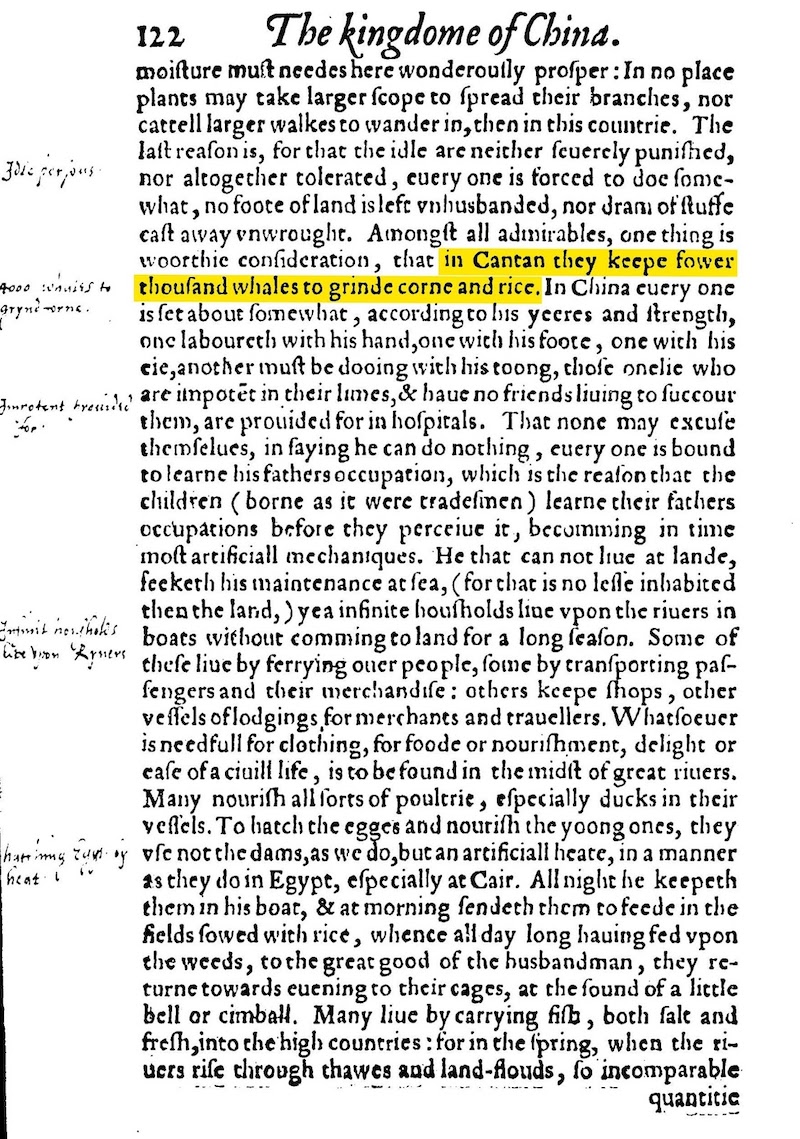 122 The kingdome of China.
moiſture muſt needes here wonderouſly proſper: In no place
plants may take larger ſcope to ſpread their branches, nor
cattell larger walkes to wander in, then in this countrie. The
laſt reaſon is, for that the idle are neither ſeuerely puniſhed,
Idle perſons.
nor altogether tolerated, euery one is forced to doe ſome-
what, no foote of land is left vnhusbanded, nor dram of ſtuffe
caſt away vnwrought. Amongſt all admirables, one thing is
woorthie conſideration, that in Cantan they keepe fower
thouſand whales to grinde corne and rice. In China euery one
4000 whales to
grynd corne.
is ſet about ſomewhat, according to his yeeres and ſtrength,
one laboureth with his hand, one with his foote, one with his
eie, another muſt be dooing with his toong, thoſe onelie who
are impotēt in their limes, & haue no friends liuing to ſuccour
Impotent prouided
for.
them, are prouided for in hoſpitals. That none may excuſe
themſelues, in ſaying he can do nothing, euery one is bound
to learne his fathers occupation, which is the reaſon that the
children (borne as it were tradeſmen) learne their fathers
occupations before they perceiue it, becomming in time
moſt artificiall mechaniques. He that can not liue at lande,
ſeeketh his maintenance at ſea, (for that is no leſſe inhabited
then the land,) yea infinite houſholds liue vpon the riuers in
Infinit houſholds
liue vpon Ryuers
boats without comming to land for a long ſeaſon. Some of
theſe liue by ferrying ouer people, ſome by tranſporting paſ-
ſengers and their merchandiſe: others keepe ſhops, other
veſſels of lodgings for merchants and trauellers. Whatſoeuer
is needfull for clothing, for foode or nouriſhment, delight or
eaſe of a ciuill life, is to be found in the midſt of great riuers.
Many nouriſh all ſorts of poultrie, eſpecially ducks in their
veſſels. To hatch the egges and nouriſh the yoong ones, they
vſe not the dams, as we do, but an artificiall heate, in a manner
hatching Eggs by
heat
as they do in Egypt, eſpecially at Cair. All night he keepeth
them in his boat, & at morning ſendeth them to feede in the
fields ſowed with rice, whence all day long hauing fed vpon
the weeds, to the great good of the husbandman, they re-
turne towards euening to their cages, at the ſound of a little
bell or cimball. Many liue by carrying fiſh, both ſalt and
freſh, into the high countries: for in the ſpring, when the ri-
uers riſe through thawes and land-flouds, ſo incomparable
quantitie